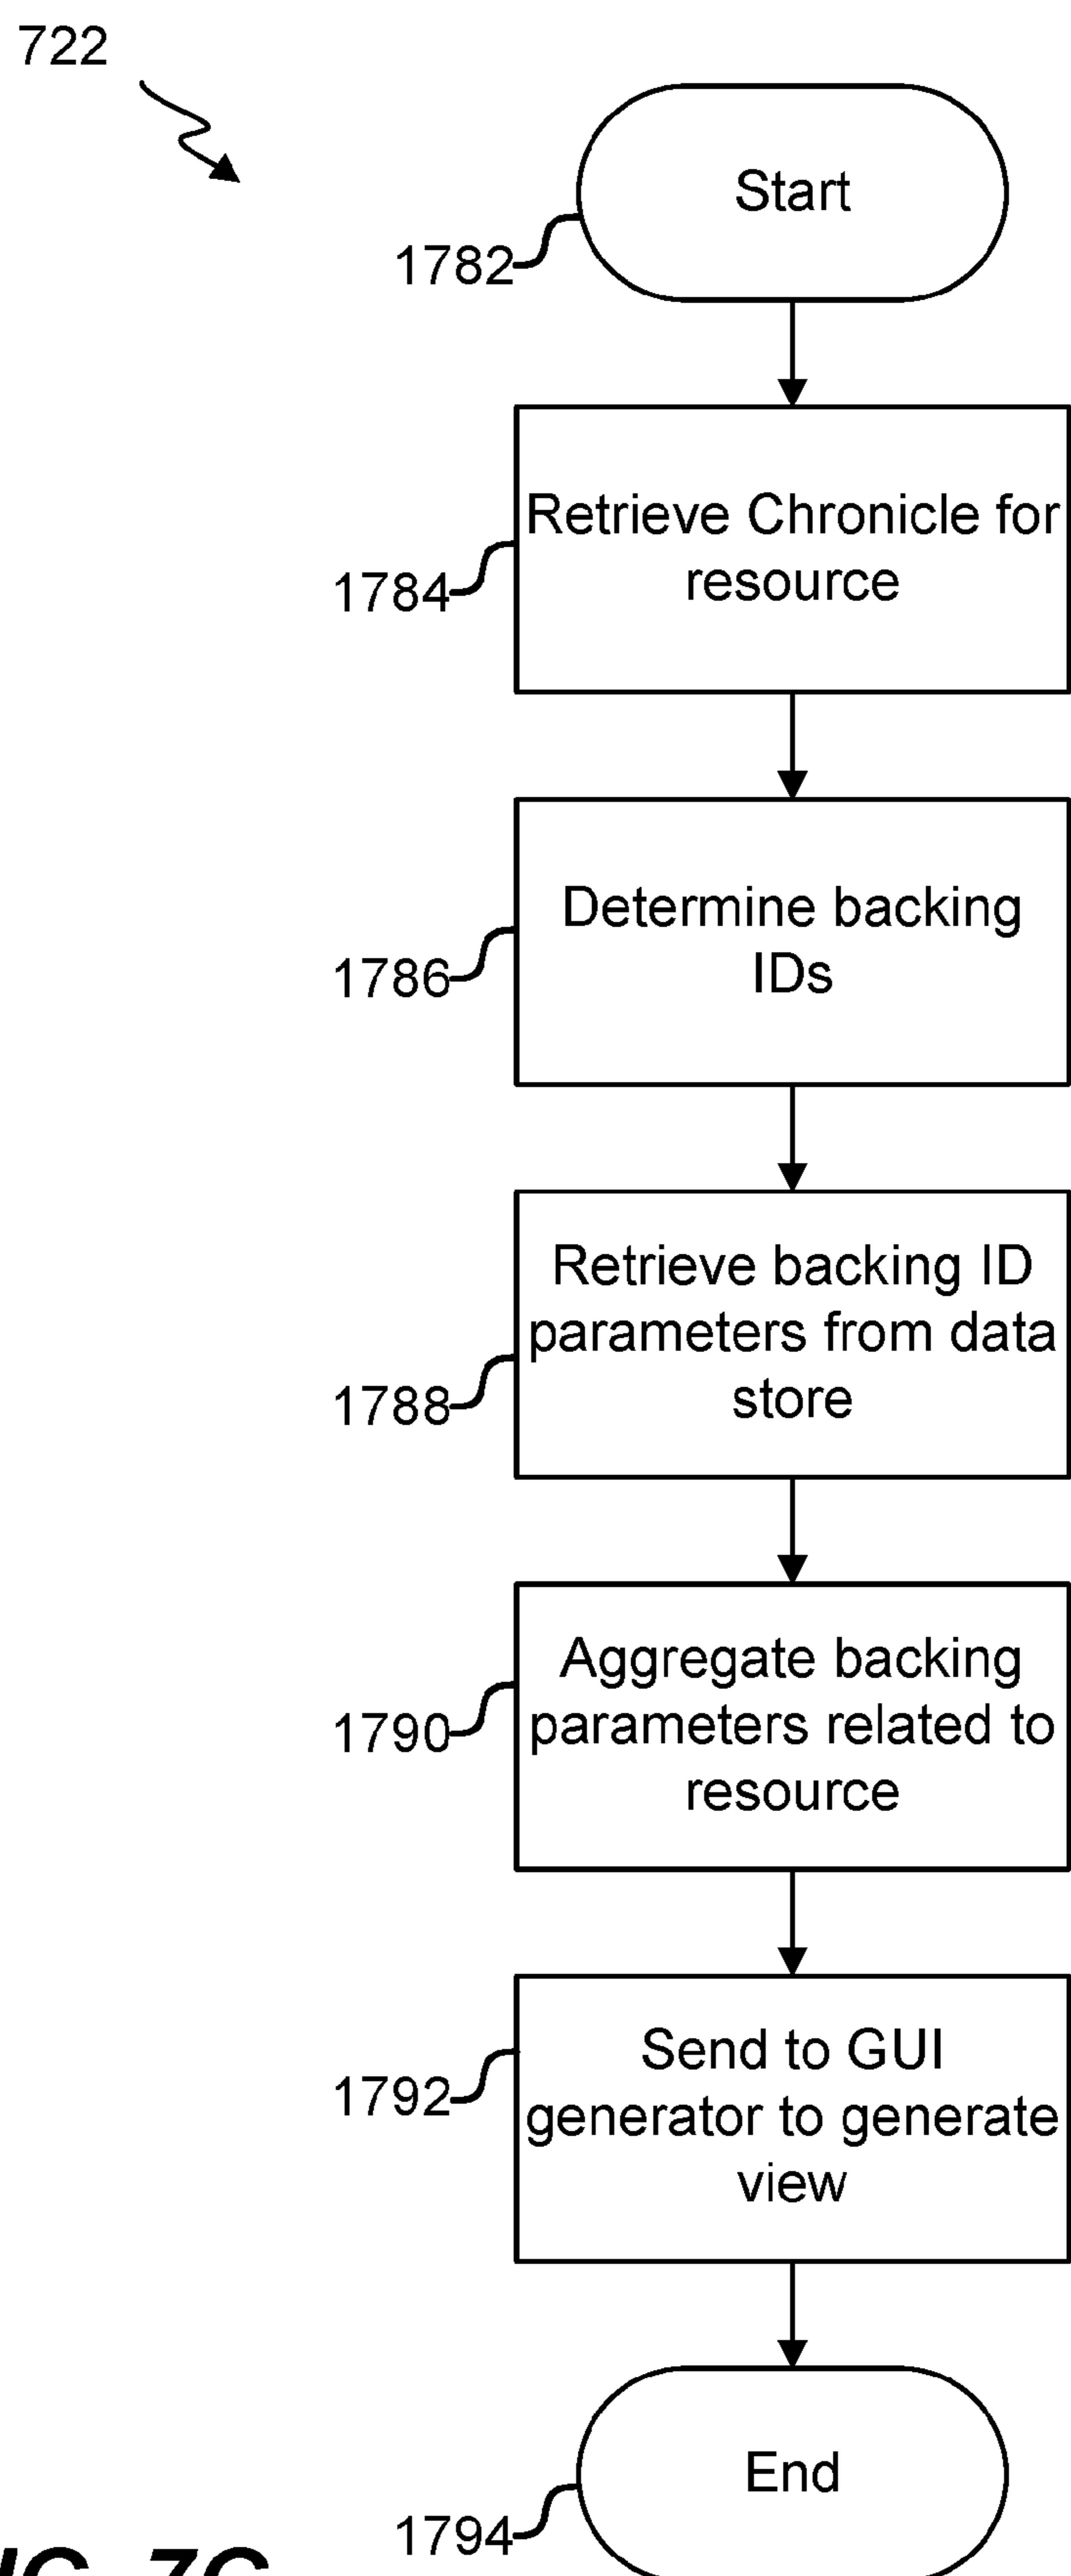 722
Start
1782
Retrieve Chronicle for
resource
1784
Determine backing
IDs
1786
Retrieve backing ID
parameters from data
store
1788
Aggregate backing
parameters related to
resource
1790
Send to GUI
generator to generate
view
1792
End
1794